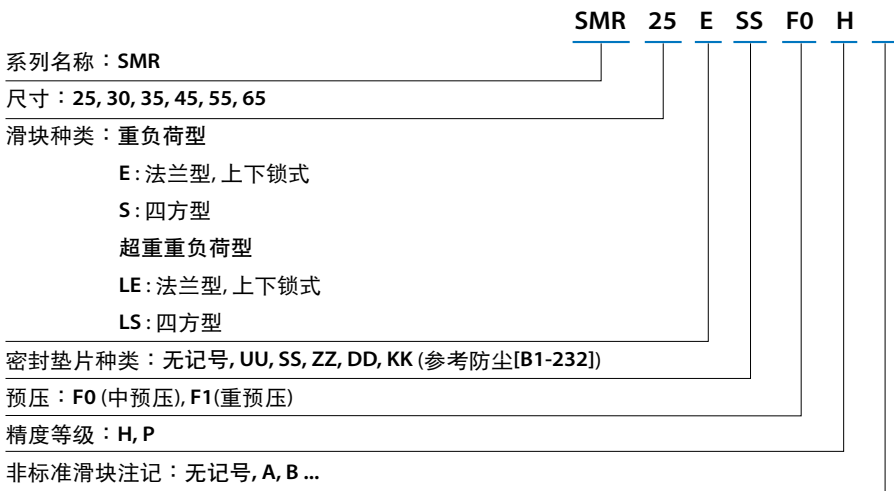 SMR 25 E SS F0 H
系列名称：SMR
尺寸：25, 30, 35, 45, 55, 65
滑块种类：重负荷型
E : 法兰型, 上下锁式
S : 四方型
超重重负荷型
LE : 法兰型, 上下锁式
LS : 四方型
密封垫片种类：无记号, UU, SS, ZZ, DD, KK (参考防尘[B1-232])
预压：F0 (中预压), F1(重预压)
精度等级：H, P
非标准滑块注记：无记号, A, B ...